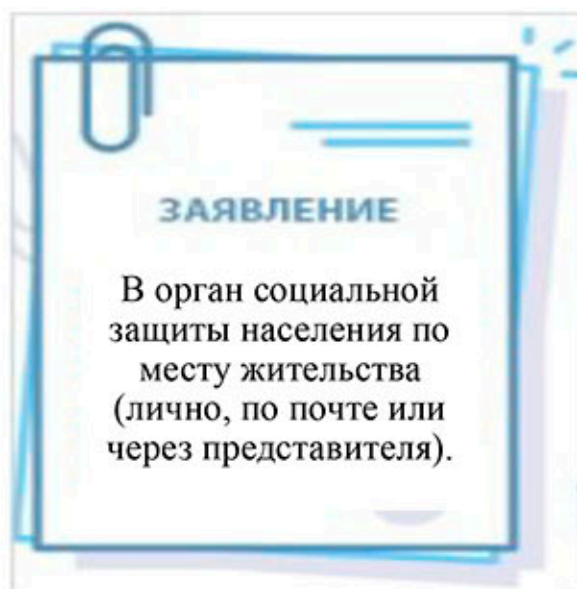 ЗАЯВЛЕНИЕ
В орган социальной
защиты населения по
месту жительства
(лично, по почте или
через представителя).